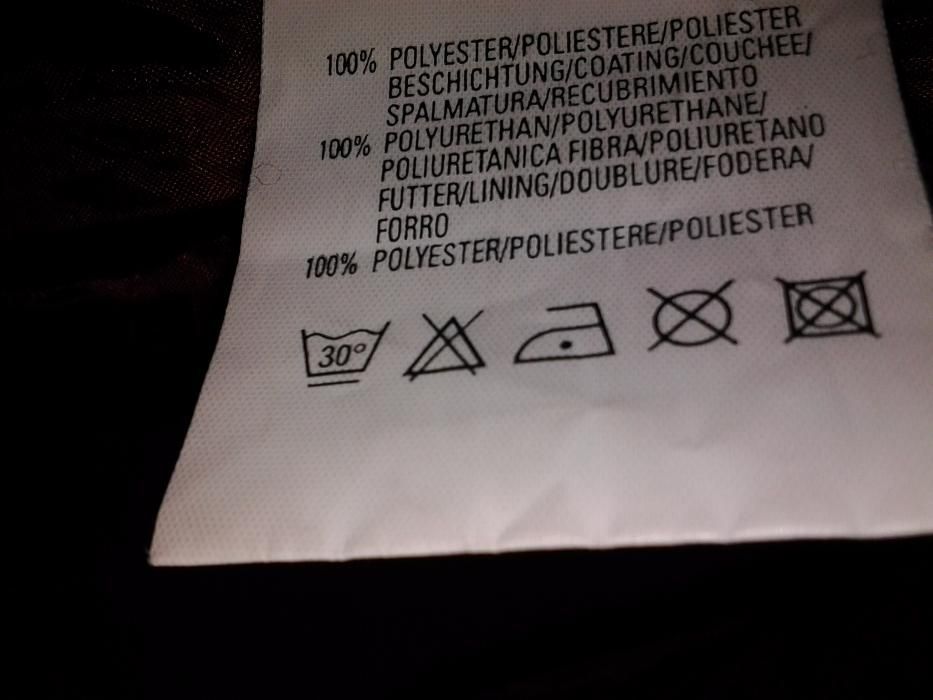 100% POLYESTER/POLIESTERE/POLIESTER
BESCHICHTUNG/COATING/COUCHEE/
SPALMATURA/RECUBRIMIENTO
100% POLYURETHAN/POLYURETHANE/
POLIURETANICA FIBRA/POLIURETANO
FUTTER/LINING/DOUBLURE/FODERA/
FORRO
100% POLYESTER/POLIESTERE/POLIESTER
30°